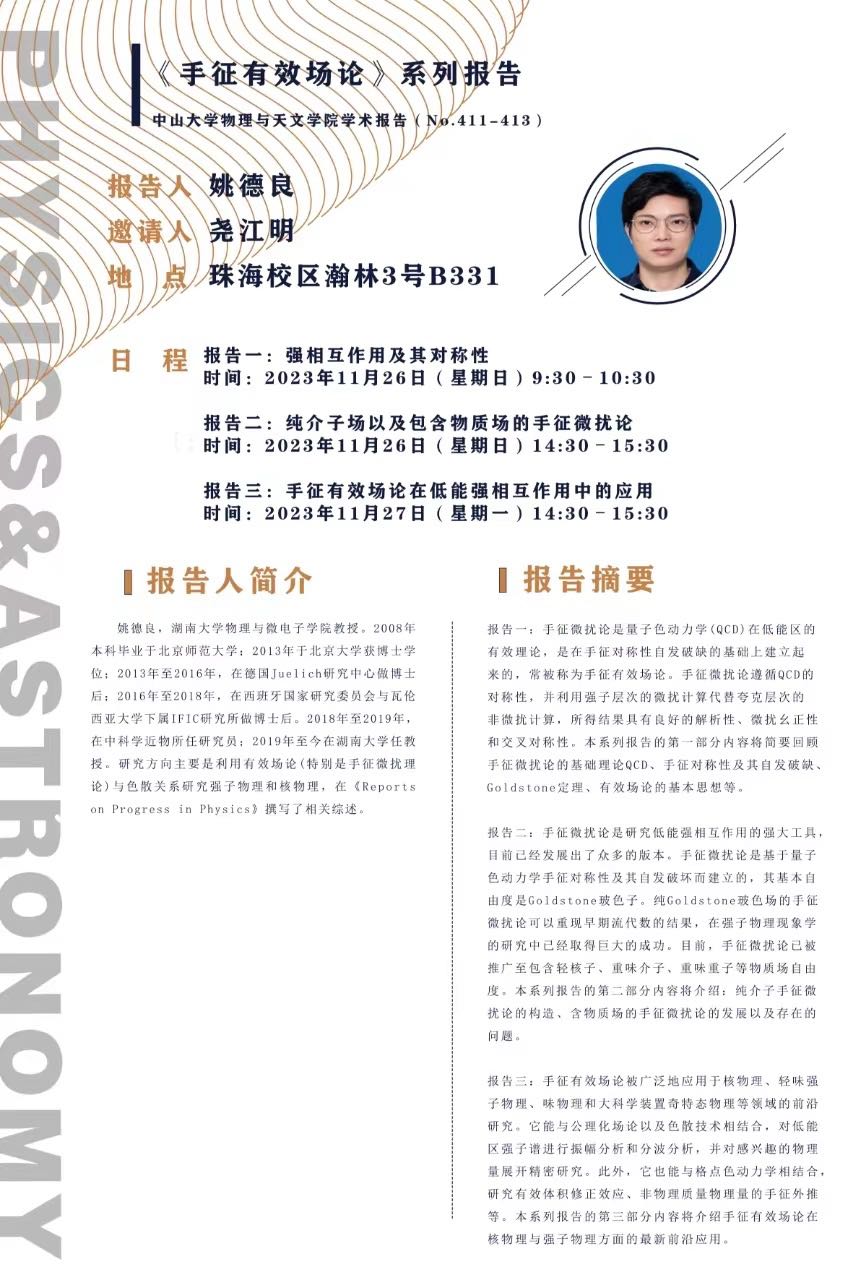 PHYSICS&ASTRONOMY
《手征有效场论》系列报告
中山大学物理与天文学院学术报告（No.411-413）
报告人 姚德良
邀请人 尧江明
地 点 珠海校区瀚林3号B331
日 程
报告一：强相互作用及其对称性
时间：2023年11月26日（星期日）9:30-10:30
报告二：纯介子场以及包含物质场的手征微扰论
时间：2023年11月26日（星期日）14:30-15:30
报告三：手征有效场论在低能强相互作用中的应用
时间：2023年11月27日（星期一）14:30-15:30
报告人简介
姚德良，湖南大学物理与微电子学院教授。2008年
本科毕业于北京师范大学；2013年于北京大学获博士学
位；2013年至2016年，在德国Juelich研究中心做博士
后；2016年至2018年，在西班牙国家研究委员会与瓦伦
西亚大学下属IFIC研究所做博士后。2018年至2019年，
在中科学近物所任研究员；2019年至今在湖南大学任教
授。研究方向主要是利用有效场论(特别是手征微扰理
论)与色散关系研究强子物理和核物理，在《Reports
on Progress in Physics》撰写了相关综述。
报告摘要
报告一：手征微扰论是量子色动力学(QCD)在低能区的
有效理论，是在手征对称性自发破缺的基础上建立起
来的，常被称为手征有效场论。手征微扰论遵循QCD的
对称性，并利用强子层次的微扰计算代替夸克层次的
非微扰计算，所得结果具有良好的解析性、微扰幺正性
和交叉对称性。本系列报告的第一部分内容将简要回顾
手征微扰论的基础理论QCD、手征对称性及其自发破缺、
Goldstone定理、有效场论的基本思想等。
报告二：手征微扰论是研究低能强相互作用的强大工具，
目前已经发展出了众多的版本。手征微扰论是基于量子
色动力学手征对称性及其自发破坏而建立的，其基本自
由度是Goldstone玻色子。纯Goldstone玻色场的手征
微扰论可以重现早期流代数的结果，在强子物理现象学
的研究中已经取得巨大的成功。目前，手征微扰论已被
推广至包含轻核子、重味介子、重味重子等物质场自由
度。本系列报告的第二部分内容将介绍：纯介子手征微
扰论的构造、含物质场的手征微扰论的发展以及存在的
问题。
报告三：手征有效场论被广泛地应用于核物理、轻味强
子物理、味物理和大科学装置奇特态物理等领域的前沿
研究。它能与公理化场论以及色散技术相结合，对低能
区强子谱进行振幅分析和分波分析，并对感兴趣的物理
量展开精密研究。此外，它也能与格点色动力学相结合，
研究有效体积修正效应、非物理质量物理量的手征外推
等。本系列报告的第三部分内容将介绍手征有效场论在
核物理与强子物理方面的最新前沿应用。